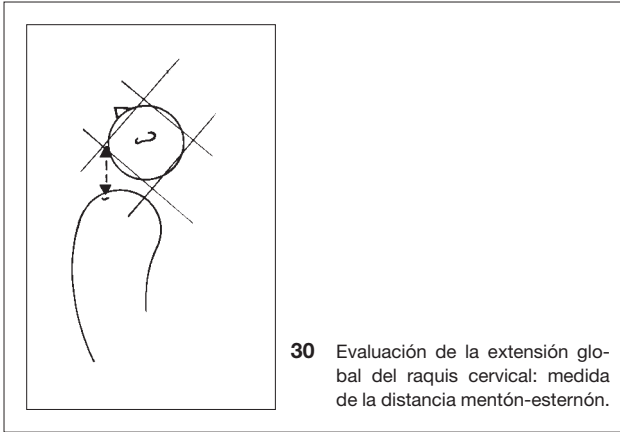 30 Evaluación de la extensión glo-
bal del raquis cervical: medida
de la distancia mentón-esternón.